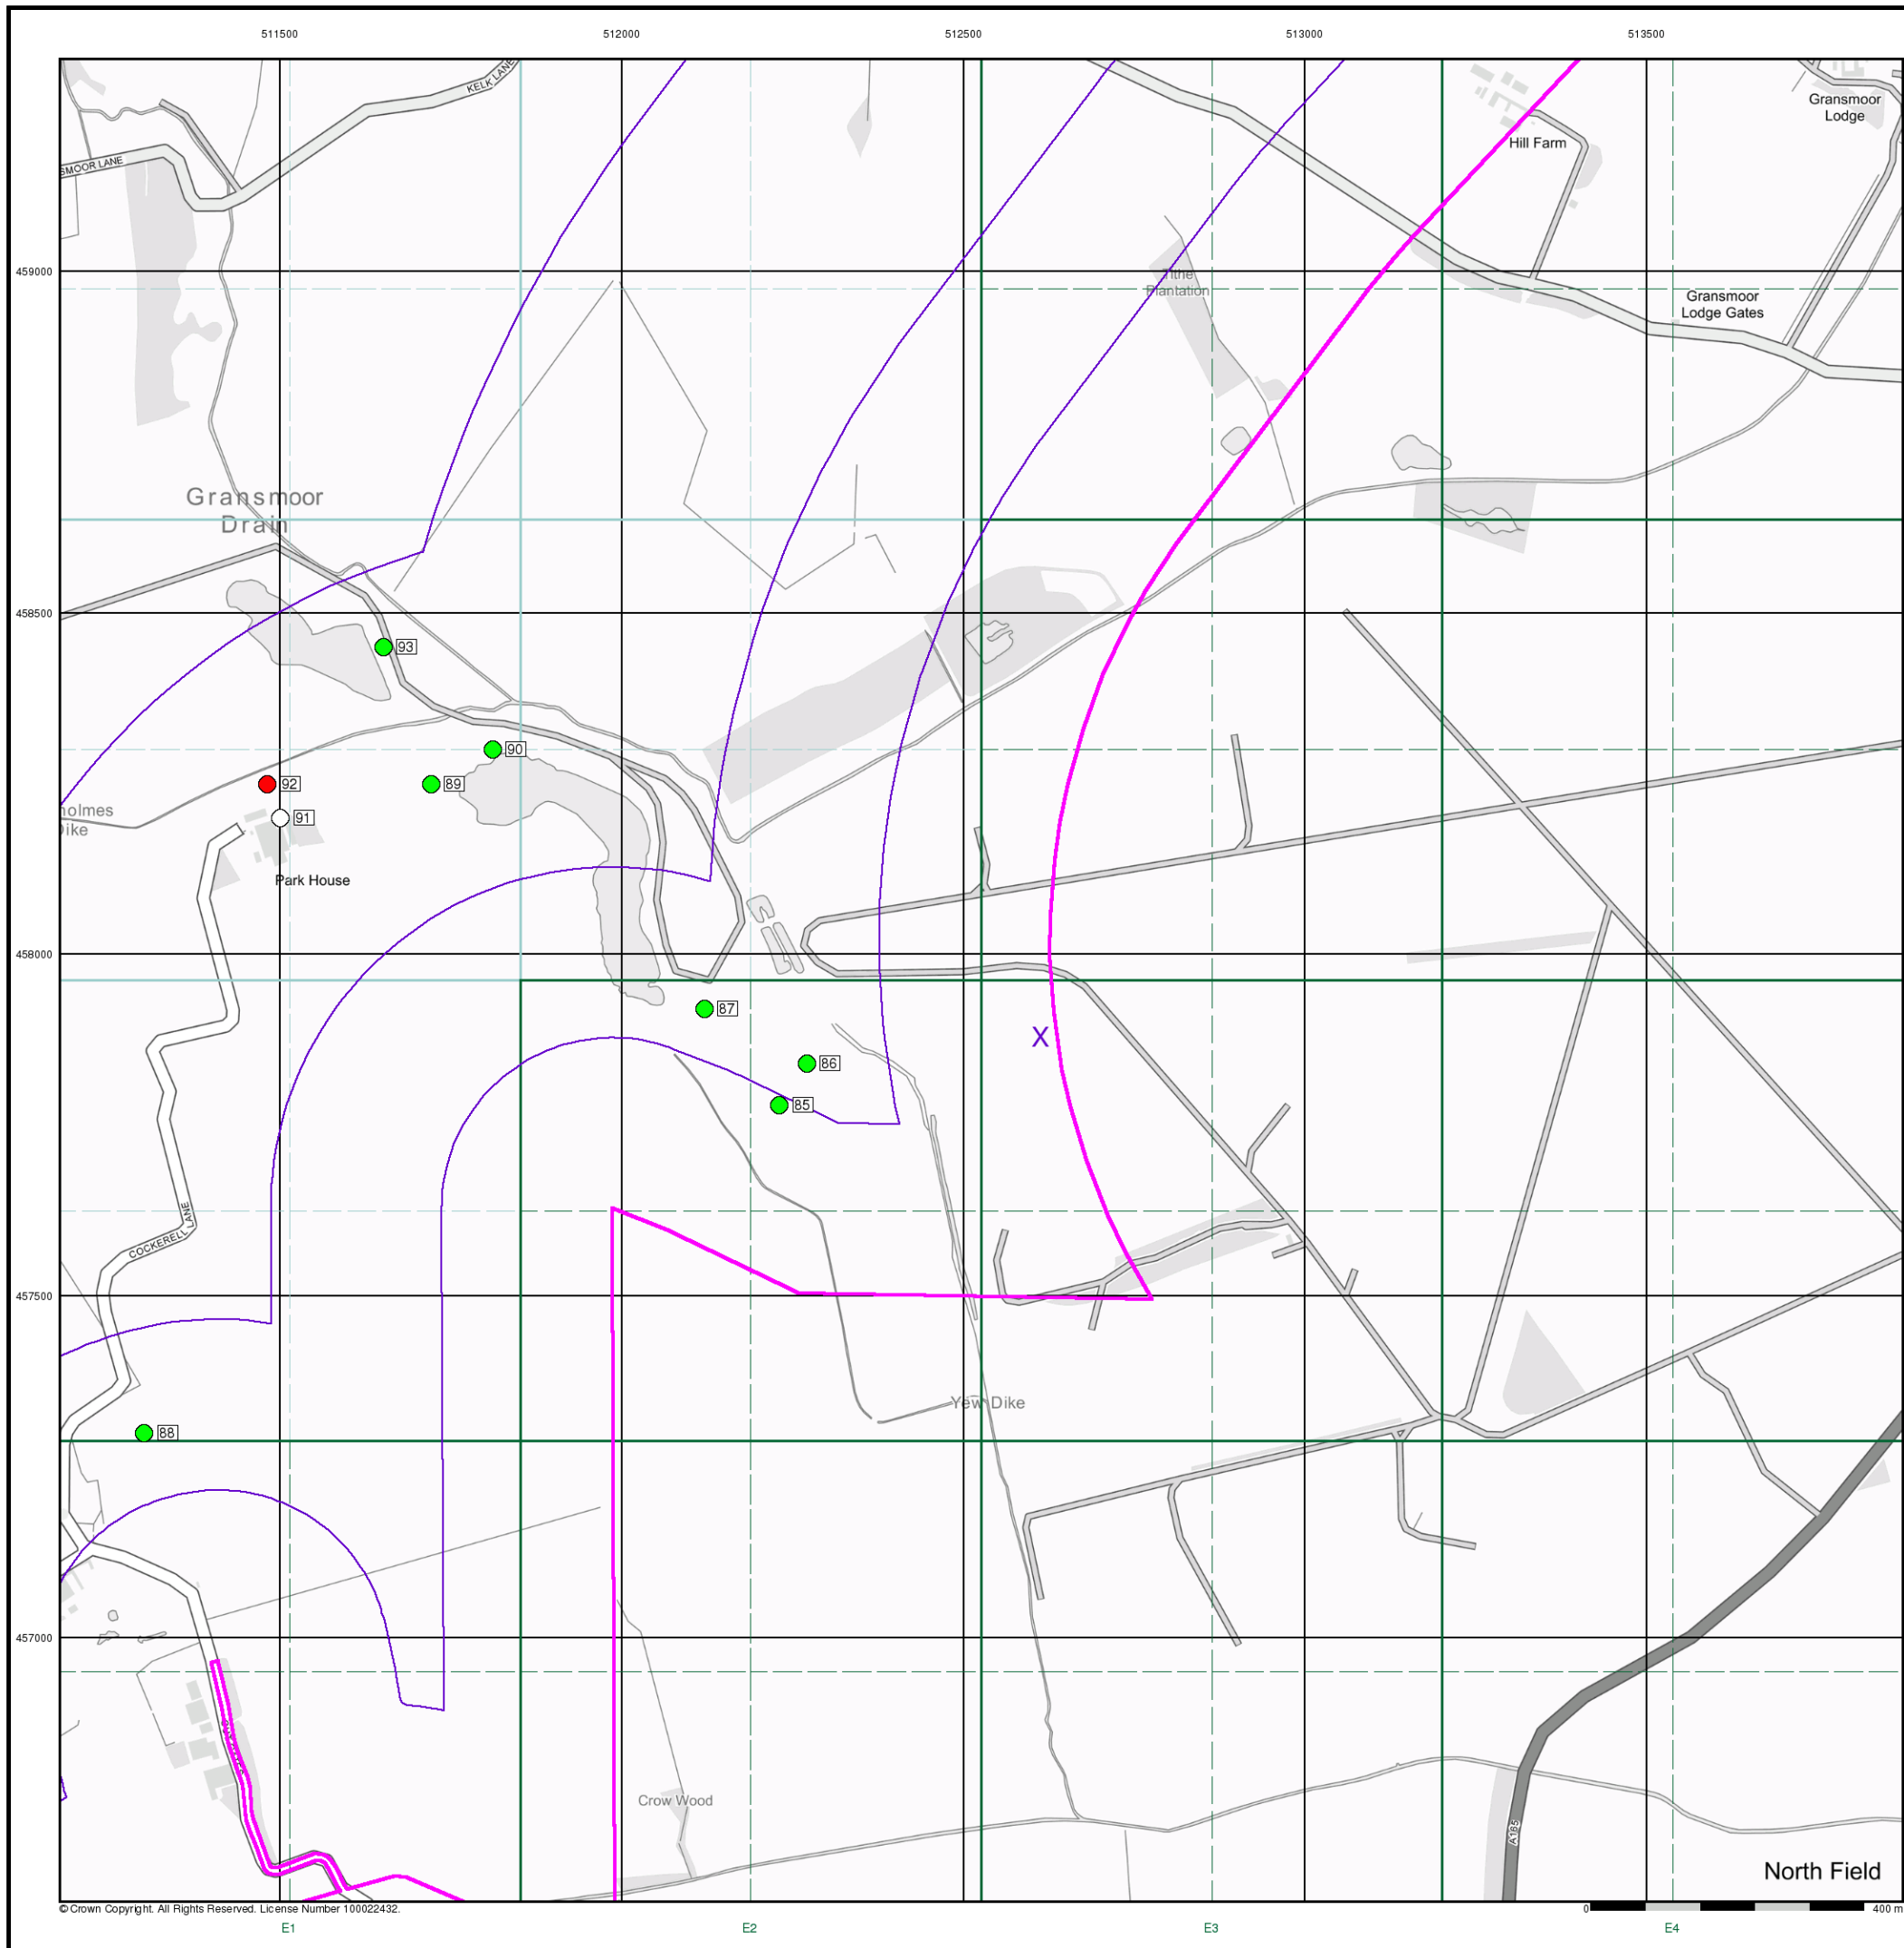 511500 512000 512500 513000 513500
KELK LANE
Gransmoor
Lodge
Hill Farm
SMOOR LANE
459000
Tithe
Plantation
Gransmoor
Lodge Gates
Gransmoor
Drain
458500
93
90
89
92
holmes
Dike
91
Park House
458000
87
X
86
85
COCKERELL LANE
457500
Yew Dike
88
457000
Crow Wood
A165
North Field
© Crown Copyright. All Rights Reserved. License Number 100022432.
0 400 m
E1 E2 E3 E4